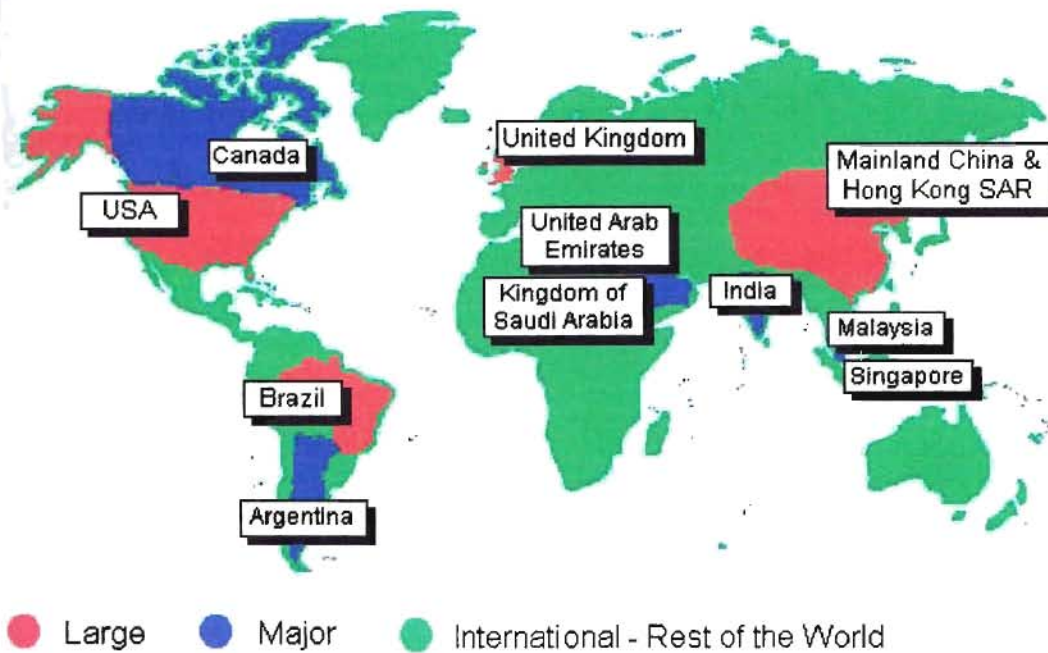 Canada
USA
United Kingdom
Mainland China &
Hong Kong SAR
United Arab
Emirates
Kingdom of
Saudi Arabia
India
Malaysia
Singapore
Brazil
Argentina
Large
Major
International - Rest of the World